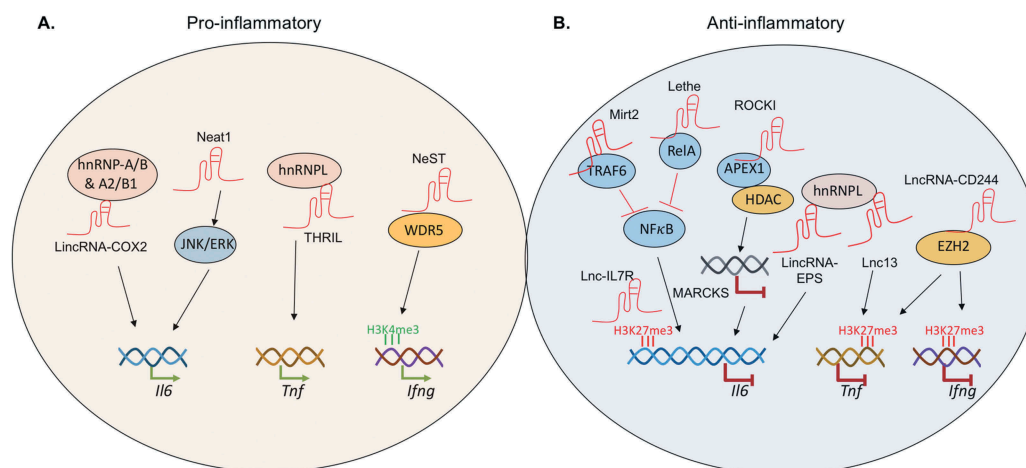 A.
Pro-inflammatory
Neat1
hnRNP-A/B
& A2/B1
hnRNPL
NeST
LincRNA-COX2
JNK/ERK
THRIL
WDR5
H3K4me3
Il6
Tnf
Ifng
B.
Anti-inflammatory
Lethe
Mirt2
ROCKI
RelA
TRAF6
APEX1
hnRNPL
LncRNA-CD244
HDAC
NFκB
EZH2
LincRNA-
EPS
Lnc13
Lnc-IL7R
MARCKS
H3K27me3
H3K27me3
H3K27me3
Il6
Tnf
Ifng